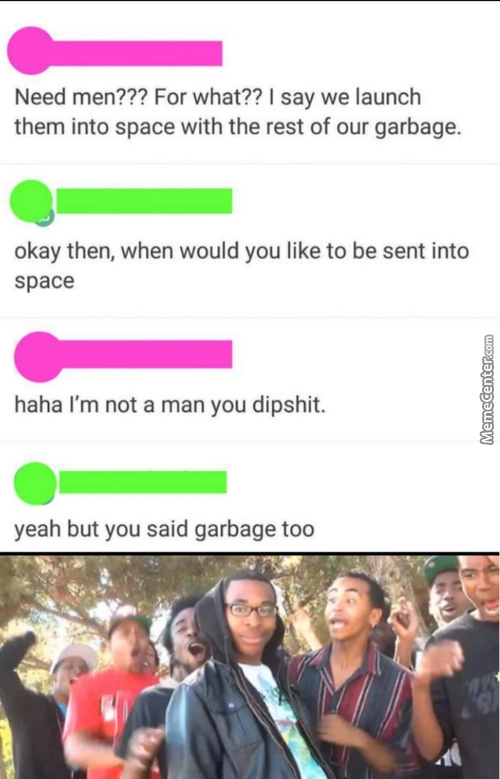 Need men??? For what?? I say we launch
them into space with the rest of our garbage.
okay then, when would you like to be sent into
space
haha I'm not a man you dipshit.
yeah but you said garbage too
MemeCenter.com